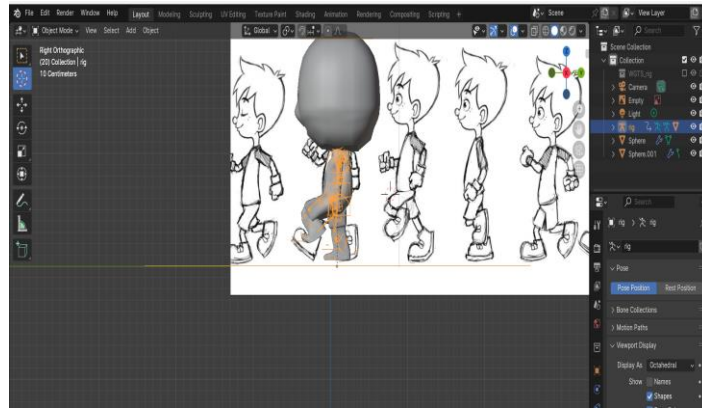 File Edit Render Window Help Layout Modeling Sculpting UV Editing Texture Paint Shading Animation Rendering Compositing Scripting + Scene View Layer
Object Mode View Select Add Object Global Search
Right Orthographic
(20) Collection | rig
10 Centimeters
Scene Collection
Collection
WGTS_rig
Camera
Empty
Light
rig
Sphere
Sphere.001
Search
rig > rig
rig
Pose
Pose Position Rest Position
Bone Collections
Motion Paths
Viewport Display
Display As Octahedral
Show Names
Shapes